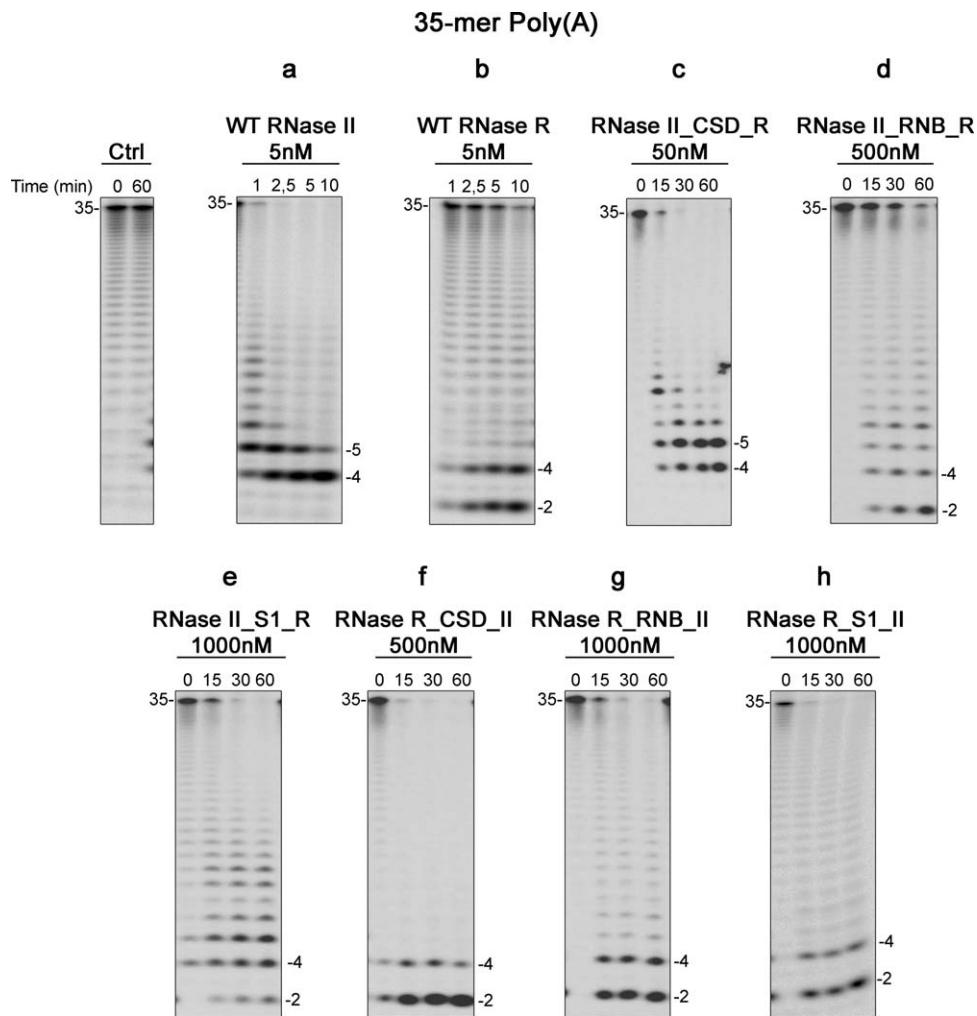 35-mer Poly(A)
a b c d
Ctrl WT RNase II WT RNase R RNase II_CSD_R RNase II_RNB_R
5nM 5nM 50nM 500nM
Time (min) 0 60 1 2,5 5 10 1 2,5 5 10 0 15 30 60 0 15 30 60
35- 35- 35- 35- 35-
-5 -5
-4 -4 -4 -4
-2 -2
e f g h
RNase II_S1_R RNase R_CSD_II RNase R_RNB_II RNase R_S1_II
1000nM 500nM 1000nM 1000nM
0 15 30 60 0 15 30 60 0 15 30 60 0 15 30 60
35- 35- 35- 35-
-4 -4 -4 -4
-2 -2 -2 -2